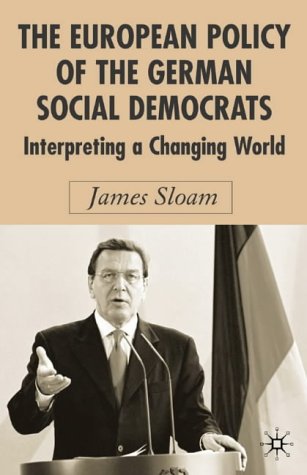 THE EUROPEAN POLICY
OF THE GERMAN
SOCIAL DEMOCRATS
Interpreting a Changing World
James Sloam